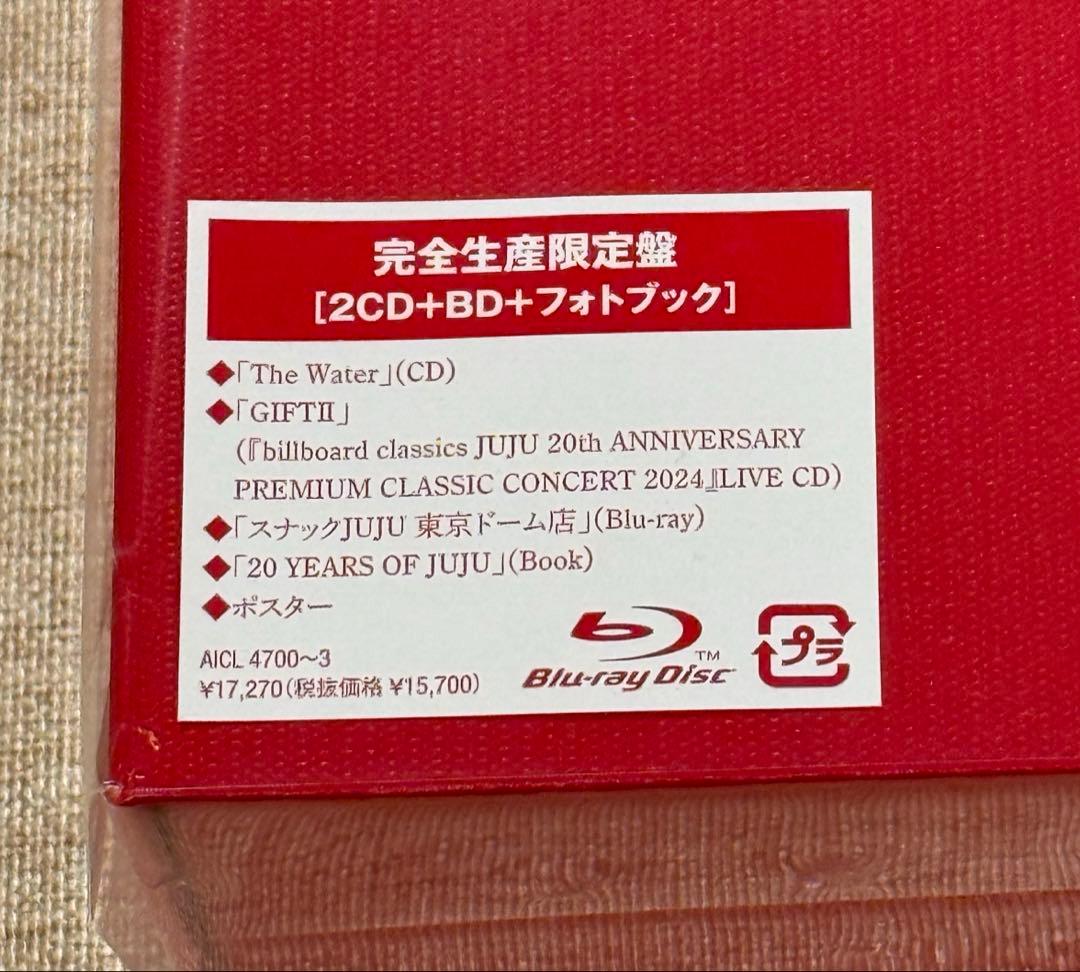 完全生産限定盤
[2CD+BD+フォトブック]
◆「The Water」(CD)
◆「GIFTⅡ」
(『billboard classics JUJU 20th ANNIVERSARY
PREMIUM CLASSIC CONCERT 2024』LIVE CD)
◆「スナックJUJU 東京ドーム店」(Blu-ray)
◆「20 YEARS OF JUJU」(Book)
◆ポスター
AICL 4700〜3
¥17,270(税抜価格 ¥15,700)
Blu-ray Disc TM
プラ